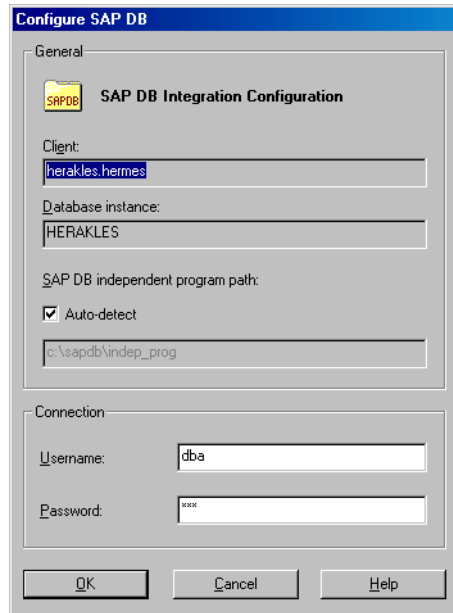 Configure SAP DB
General
SAPDB
SAP DB Integration Configuration
Client:
herakles.hermes
Database instance:
HERAKLES
SAP DB independent program path:
Auto-detect
c:\sapdb\indep_prog
Connection
Username:
dba
Password:
***
OK
Cancel
Help